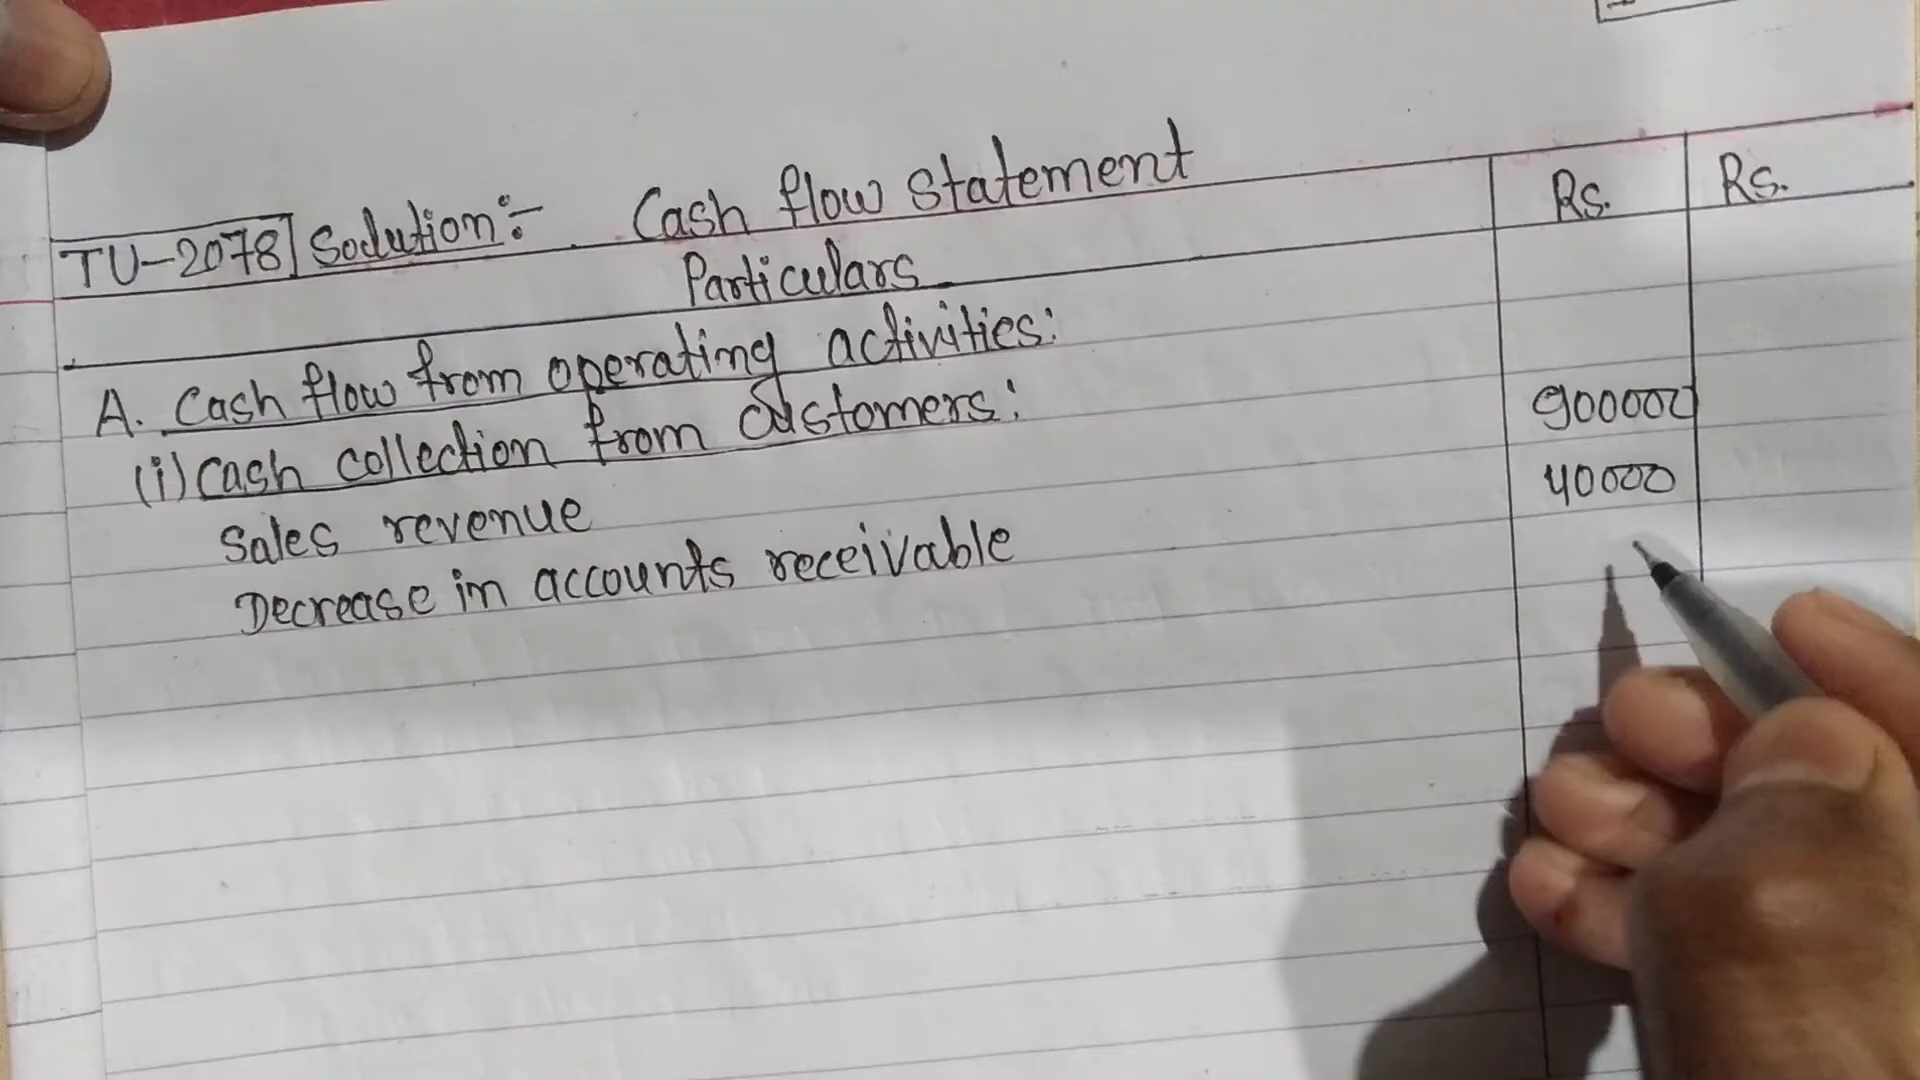 TU-2078 Solution:- Cash flow statement
Particulars Rs. Rs.
A. Cash flow from operating activities:
(i) Cash collection from customers:
Sales revenue 900000
Decrease in accounts receivable 40000